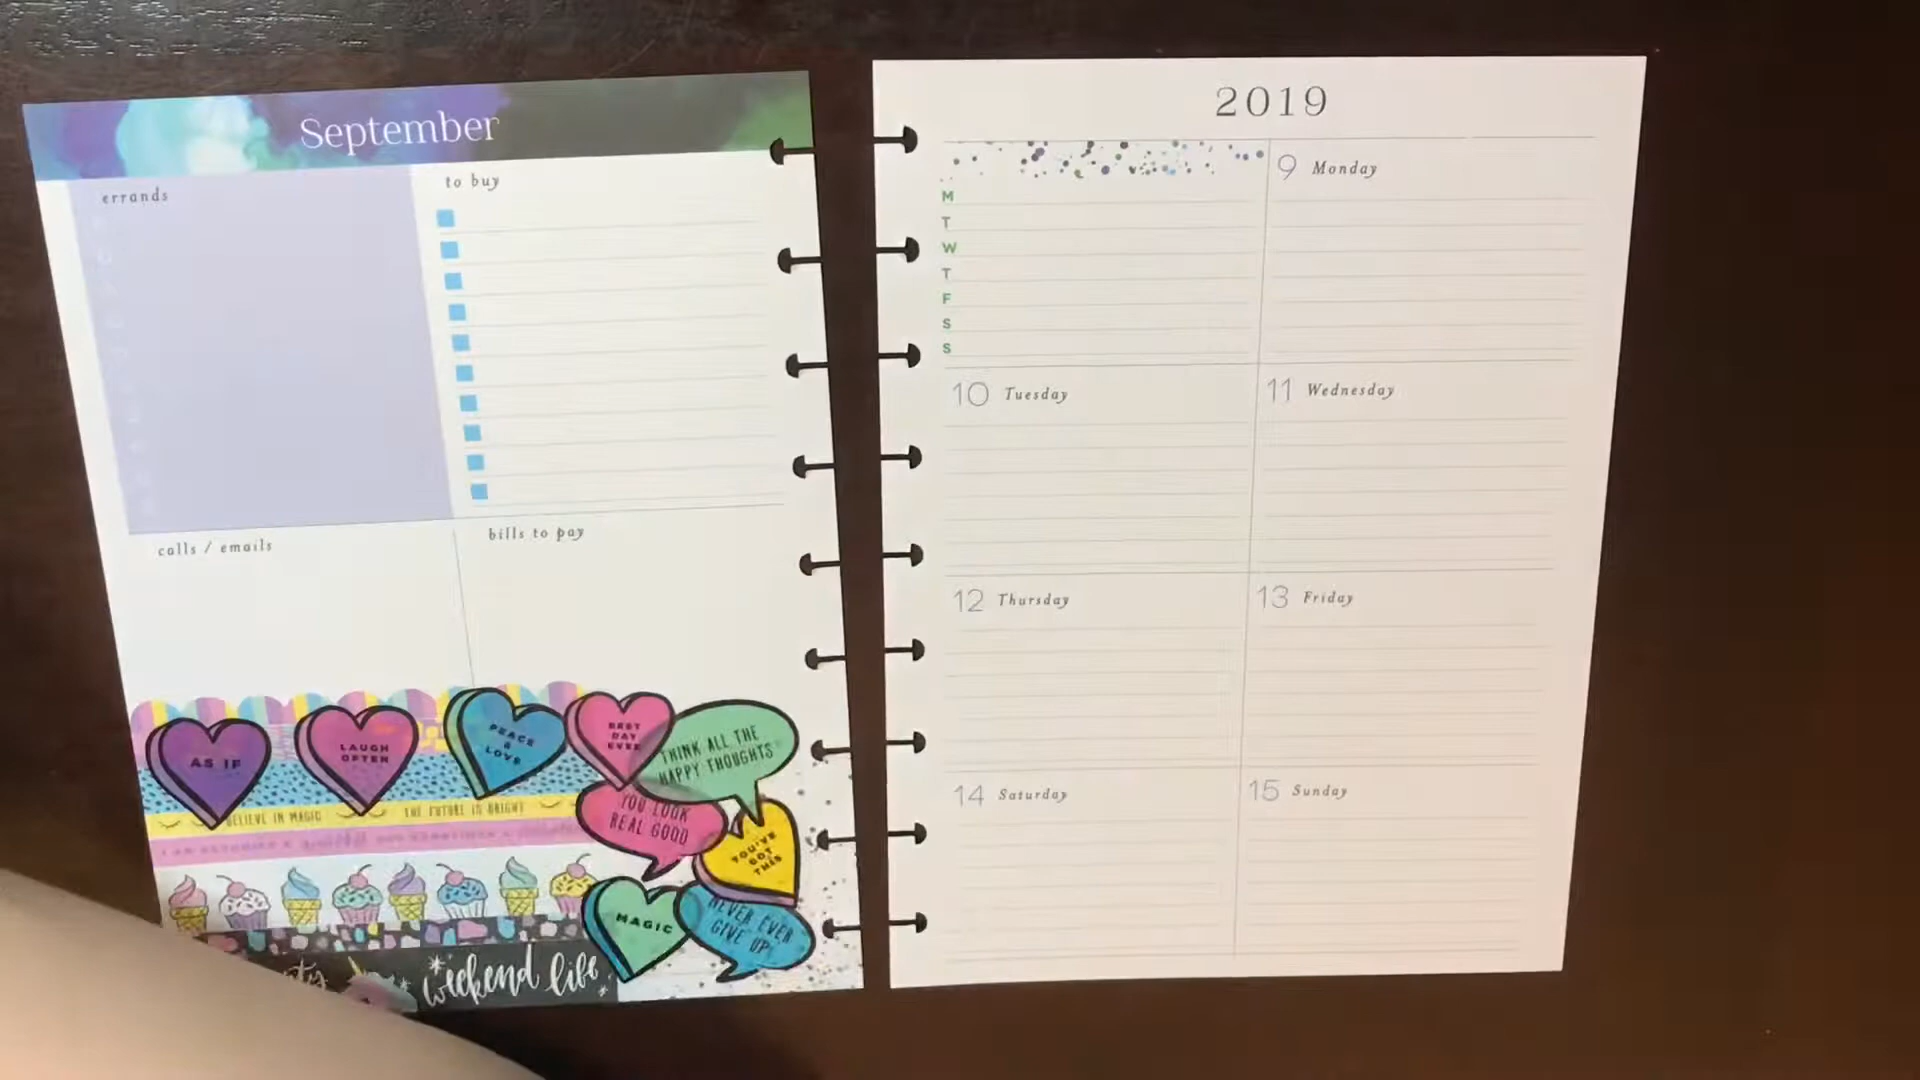 September
errands
to buy
calls / emails
bills to pay
AS IF
LAUGH
OFTEN
PEACE
&
LOVE
BEST
DAY
EVER
THINK ALL THE
HAPPY THOUGHTS
YOU LOOK
REAL GOOD
YOU'VE
GOT
THIS
BELIEVE IN MAGIC
THE FUTURE IS BRIGHT
MAGIC
NEVER EVER
GIVE UP!
weekend life
2019
M
T
W
T
F
S
S
9 Monday
10 Tuesday
11 Wednesday
12 Thursday
13 Friday
14 Saturday
15 Sunday